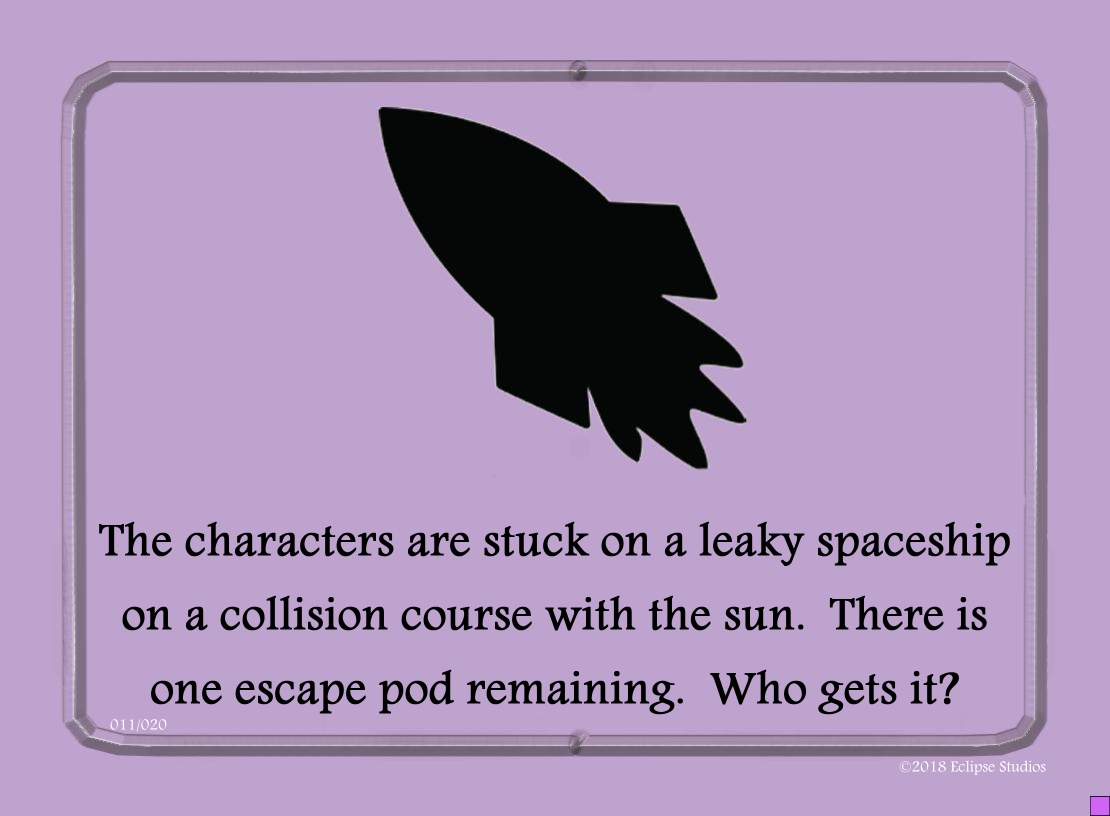 The characters are stuck on a leaky spaceship
on a collision course with the sun.  There is
one escape pod remaining.  Who gets it?
011/020
©2018 Eclipse Studios